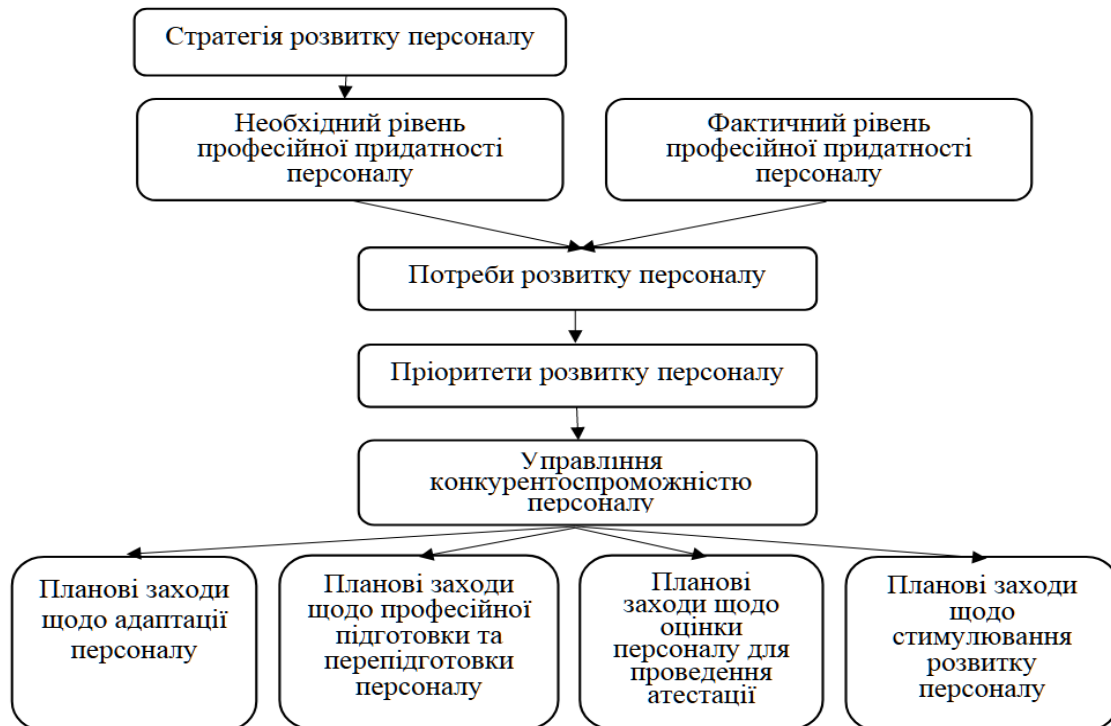 Стратегія розвитку персоналу
Необхідний рівень
професійної придатності
персоналу
Фактичний рівень
професійної придатності
персоналу
Потреби розвитку персоналу
Пріоритети розвитку персоналу
Управління
конкурентоспроможністю
персоналу
Планові заходи
щодо адаптації
персоналу
Планові заходи
щодо професійної
підготовки та
перепідготовки
персоналу
Планові
заходи щодо
оцінки
персоналу для
проведення
атестації
Планові заходи
щодо
стимулювання
розвитку
персоналу